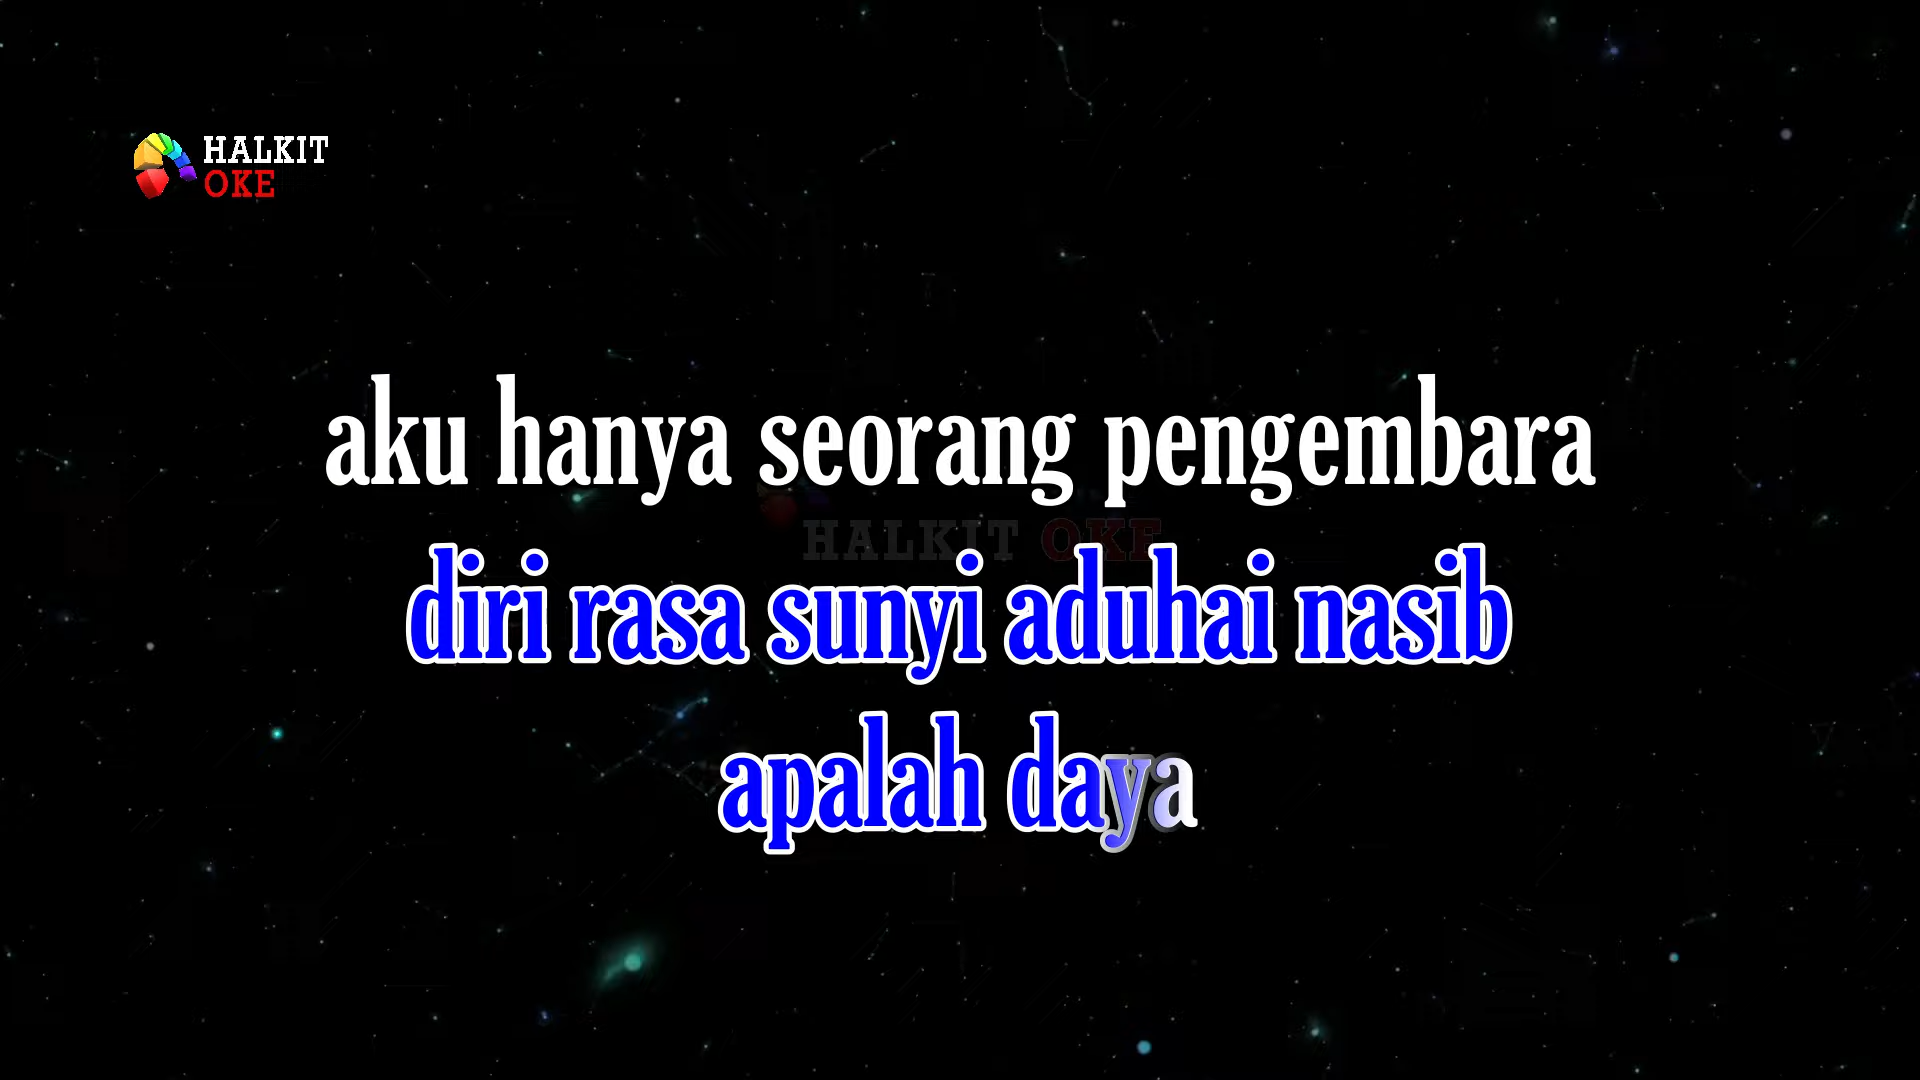 HALKIT
OKE
aku hanya seorang pengembara
HALKIT OKE
diri rasa sunyi aduhai nasib
apalah daya